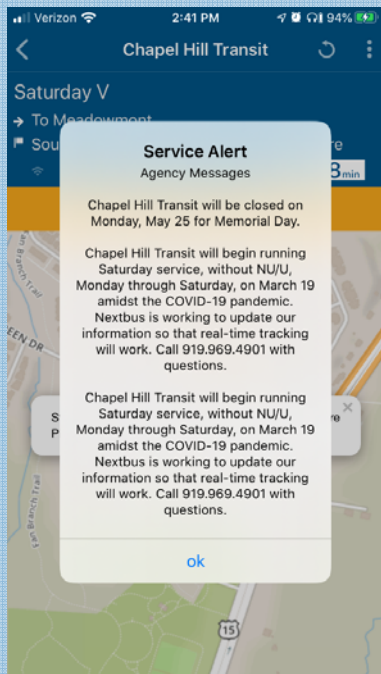 Verizon 2:41 PM 94%
Chapel Hill Transit
Saturday V
To Meadowmont
Sou re
8 min
Service Alert
Agency Messages
Chapel Hill Transit will be closed on
Monday, May 25 for Memorial Day.
Chapel Hill Transit will begin running
Saturday service, without NU/U,
Monday through Saturday, on March 19
amidst the COVID-19 pandemic.
Nextbus is working to update our
information so that real-time tracking
will work. Call 919.969.4901 with
questions.
Chapel Hill Transit will begin running
Saturday service, without NU/U,
Monday through Saturday, on March 19
amidst the COVID-19 pandemic.
Nextbus is working to update our
information so that real-time tracking
will work. Call 919.969.4901 with
questions.
ok
Fan Branch Trail
EEN DR
S ve
P
Fan Branch Trail
15